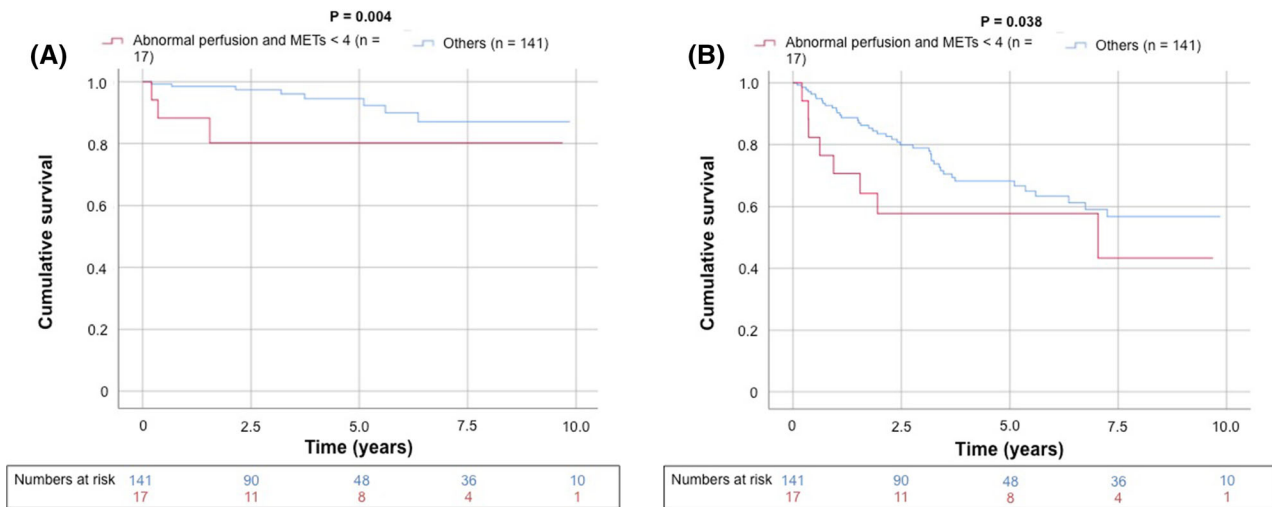 P = 0.004
(A)
Abnormal perfusion and METs < 4 (n =
17)
Others (n = 141)
1.0
0.8
0.6
0.4
0.2
0
Cumulative survival
0 2.5 5.0 7.5 10.0
Time (years)
Numbers at risk 141 90 48 36 10
17 11 8 4 1
P = 0.038
(B)
Abnormal perfusion and METs < 4 (n =
17)
Others (n = 141)
1.0
0.8
0.6
0.4
0.2
0
Cumulative survival
0 2.5 5.0 7.5 10.0
Time (years)
Numbers at risk 141 90 48 36 10
17 11 8 4 1